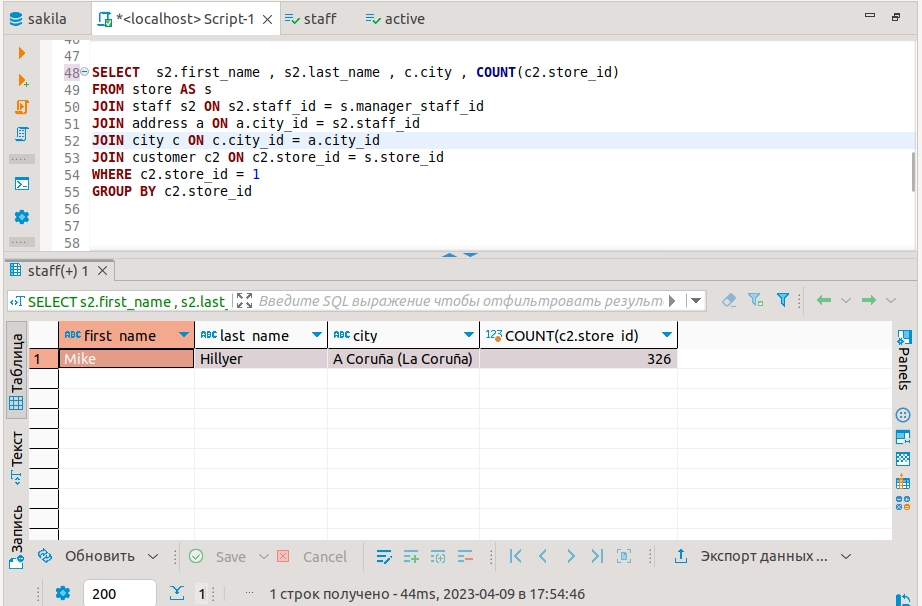 sakila
*<localhost> Script-1
staff
active
46
47
48 SELECT s2.first_name , s2.last_name , c.city , COUNT(c2.store_id)
49 FROM store AS s
50 JOIN staff s2 ON s2.staff_id = s.manager_staff_id
51 JOIN address a ON a.city_id = s2.staff_id
52 JOIN city c ON c.city_id = a.city_id
53 JOIN customer c2 ON c2.store_id = s.store_id
54 WHERE c2.store_id = 1
55 GROUP BY c2.store_id
56
57
58
staff(+) 1
SELECT s2.first_name , s2.last_
Введите SQL выражение чтобы отфильтровать результ
Таблица
Текст
Запись
ABC first_name
ABC last_name
ABC city
123 COUNT(c2.store_id)
1 Mike Hillyer A Coruña (La Coruña) 326
Panels
Обновить
Save
Cancel
Экспорт данных ...
200
1
1 строк получено - 44ms, 2023-04-09 в 17:54:46